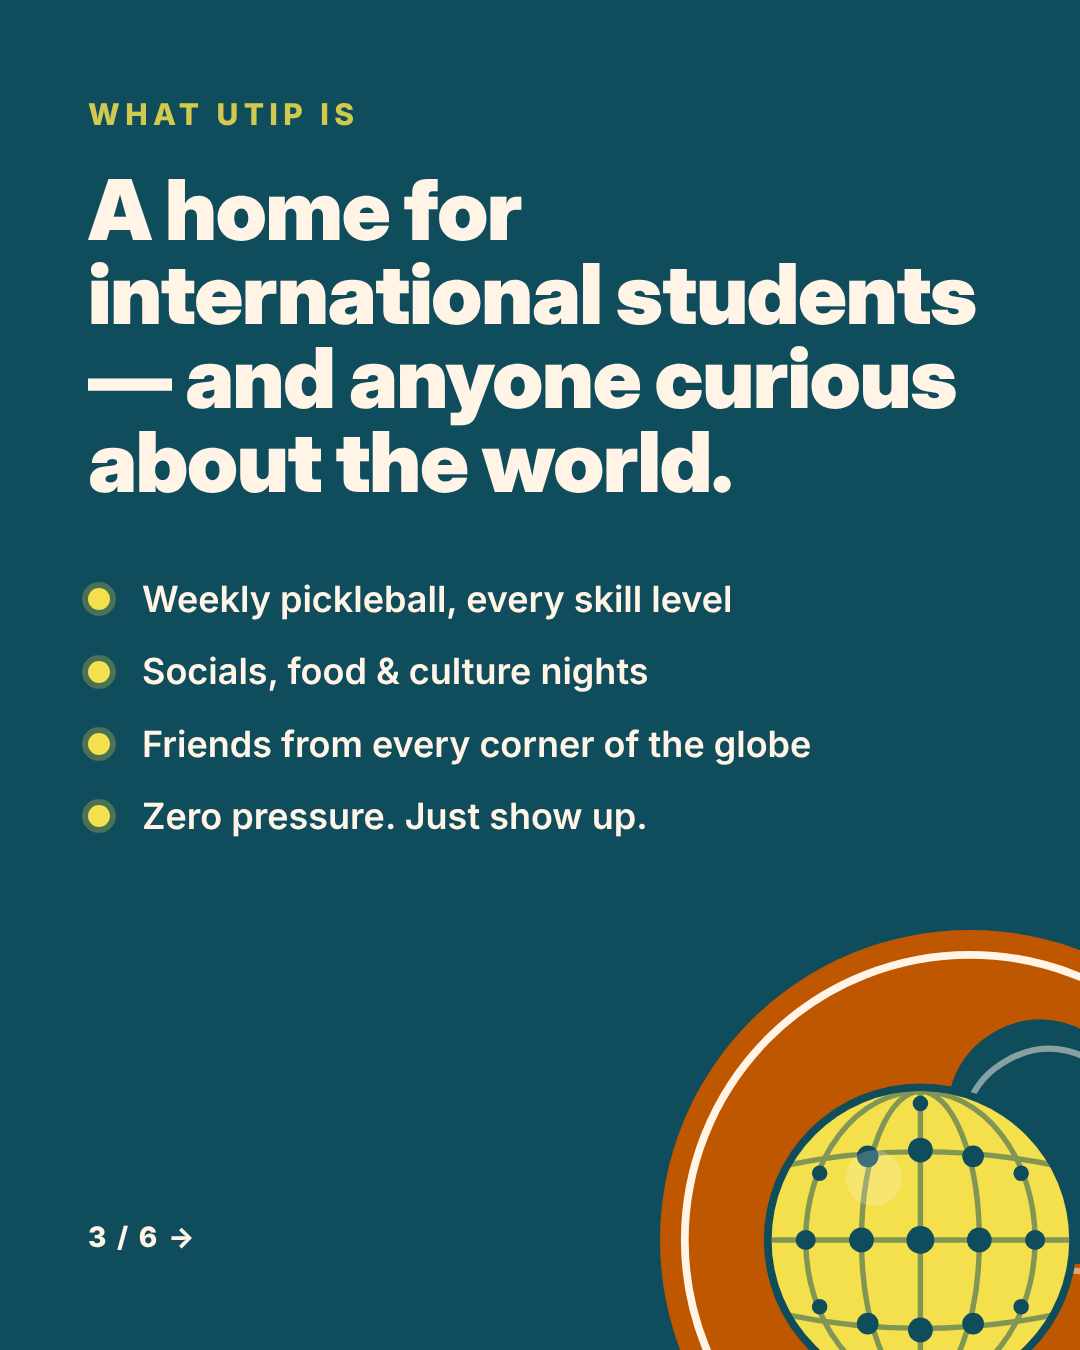 WHAT UTIP IS
A home for
international students
— and anyone curious
about the world.
Weekly pickleball, every skill level
Socials, food & culture nights
Friends from every corner of the globe
Zero pressure. Just show up.
3 / 6 →